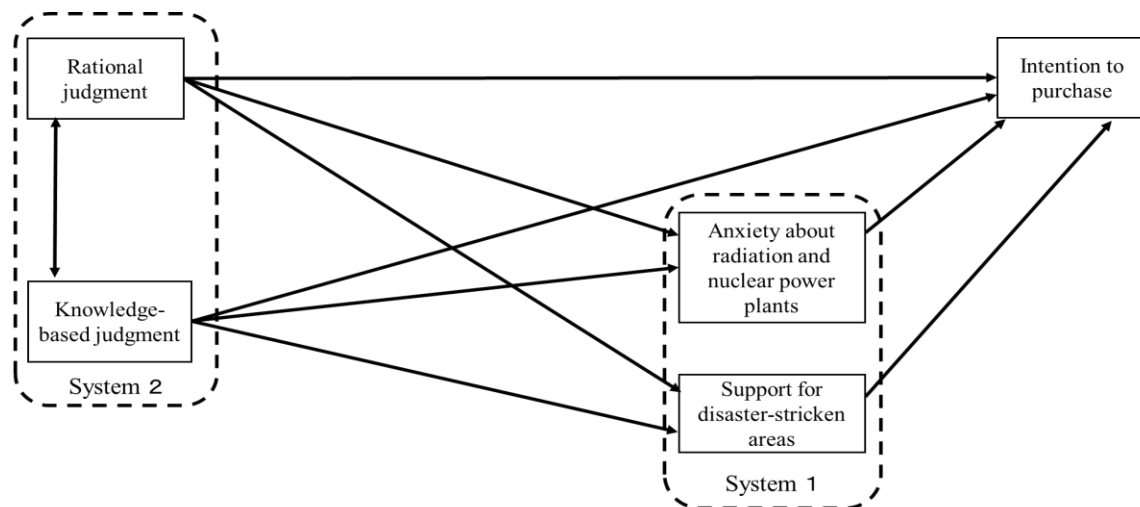 Rational
judgment
Intention to
purchase
Anxiety about
radiation and
nuclear power
plants
Knowledge-
based judgment
System 2
Support for
disaster-stricken
areas
System 1